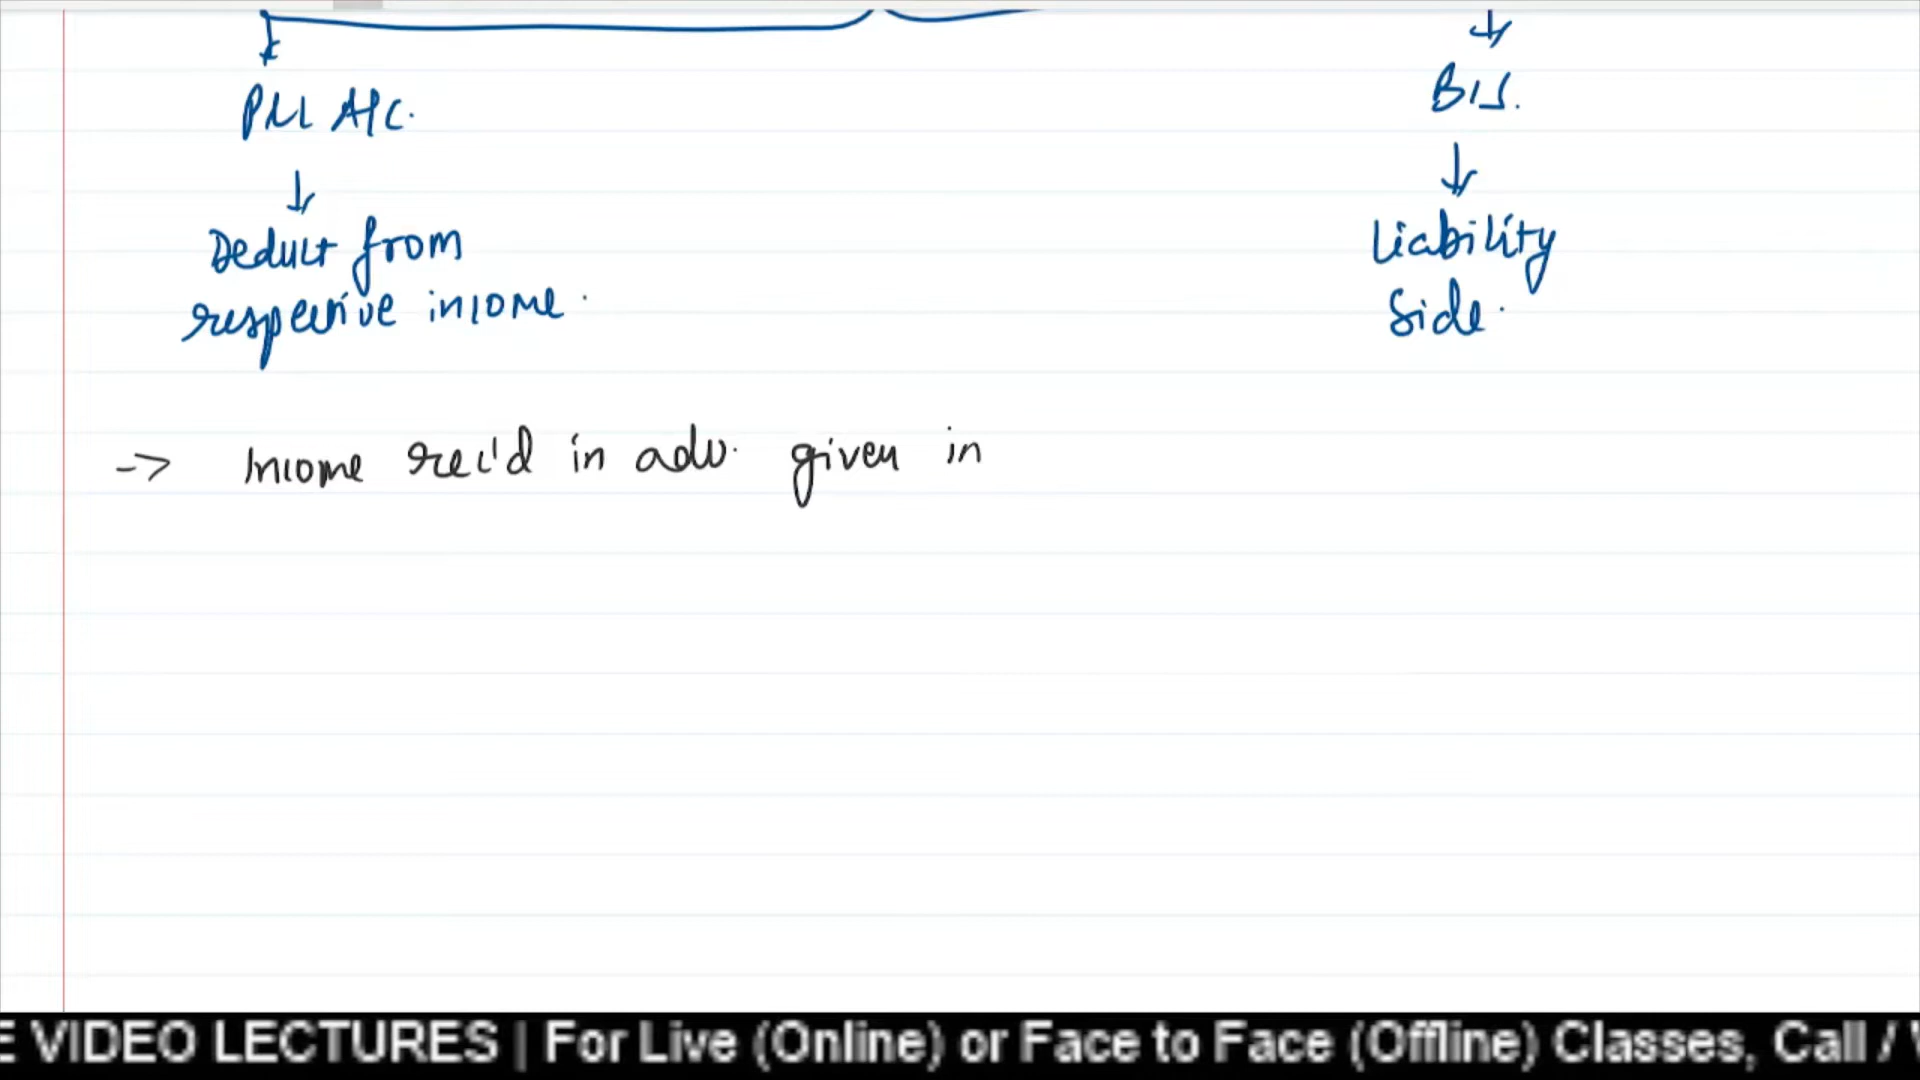 P&L A/C.
B/S.
↓
↓
Deduct from
respective income.
Liability
Side.
-> Income rec'd in adv. given in
E VIDEO LECTURES | For Live (Online) or Face to Face (Offline) Classes, Call /